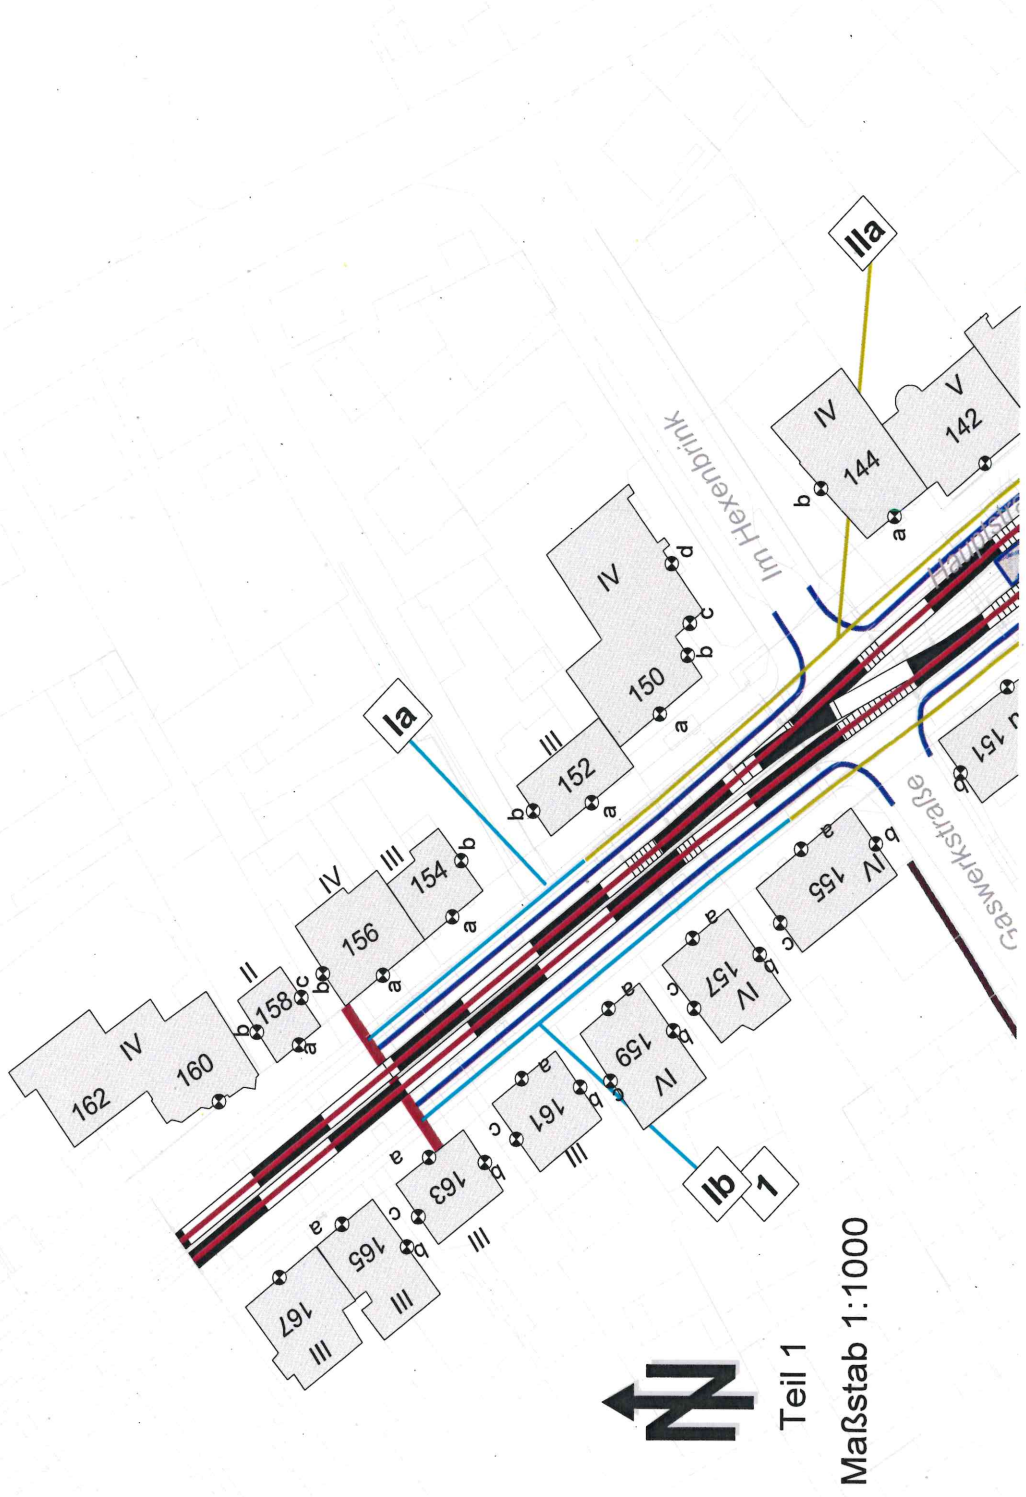 162
IV
160
II
158
b
c
a
IV
156
b
a
III
154
b
a
Ia
III
152
b
a
IV
150
a
b
c
d
Im Hexenbrink
IIa
IV
144
b
a
V
142
151
b
Gaswerkstraße
155
IV
a
b
c
157
IV
a
b
c
159
IV
a
b
161
III
a
b
c
163
III
a
b
c
165
III
a
b
167
III
Ib
1
N
Teil 1
Maßstab 1:1000